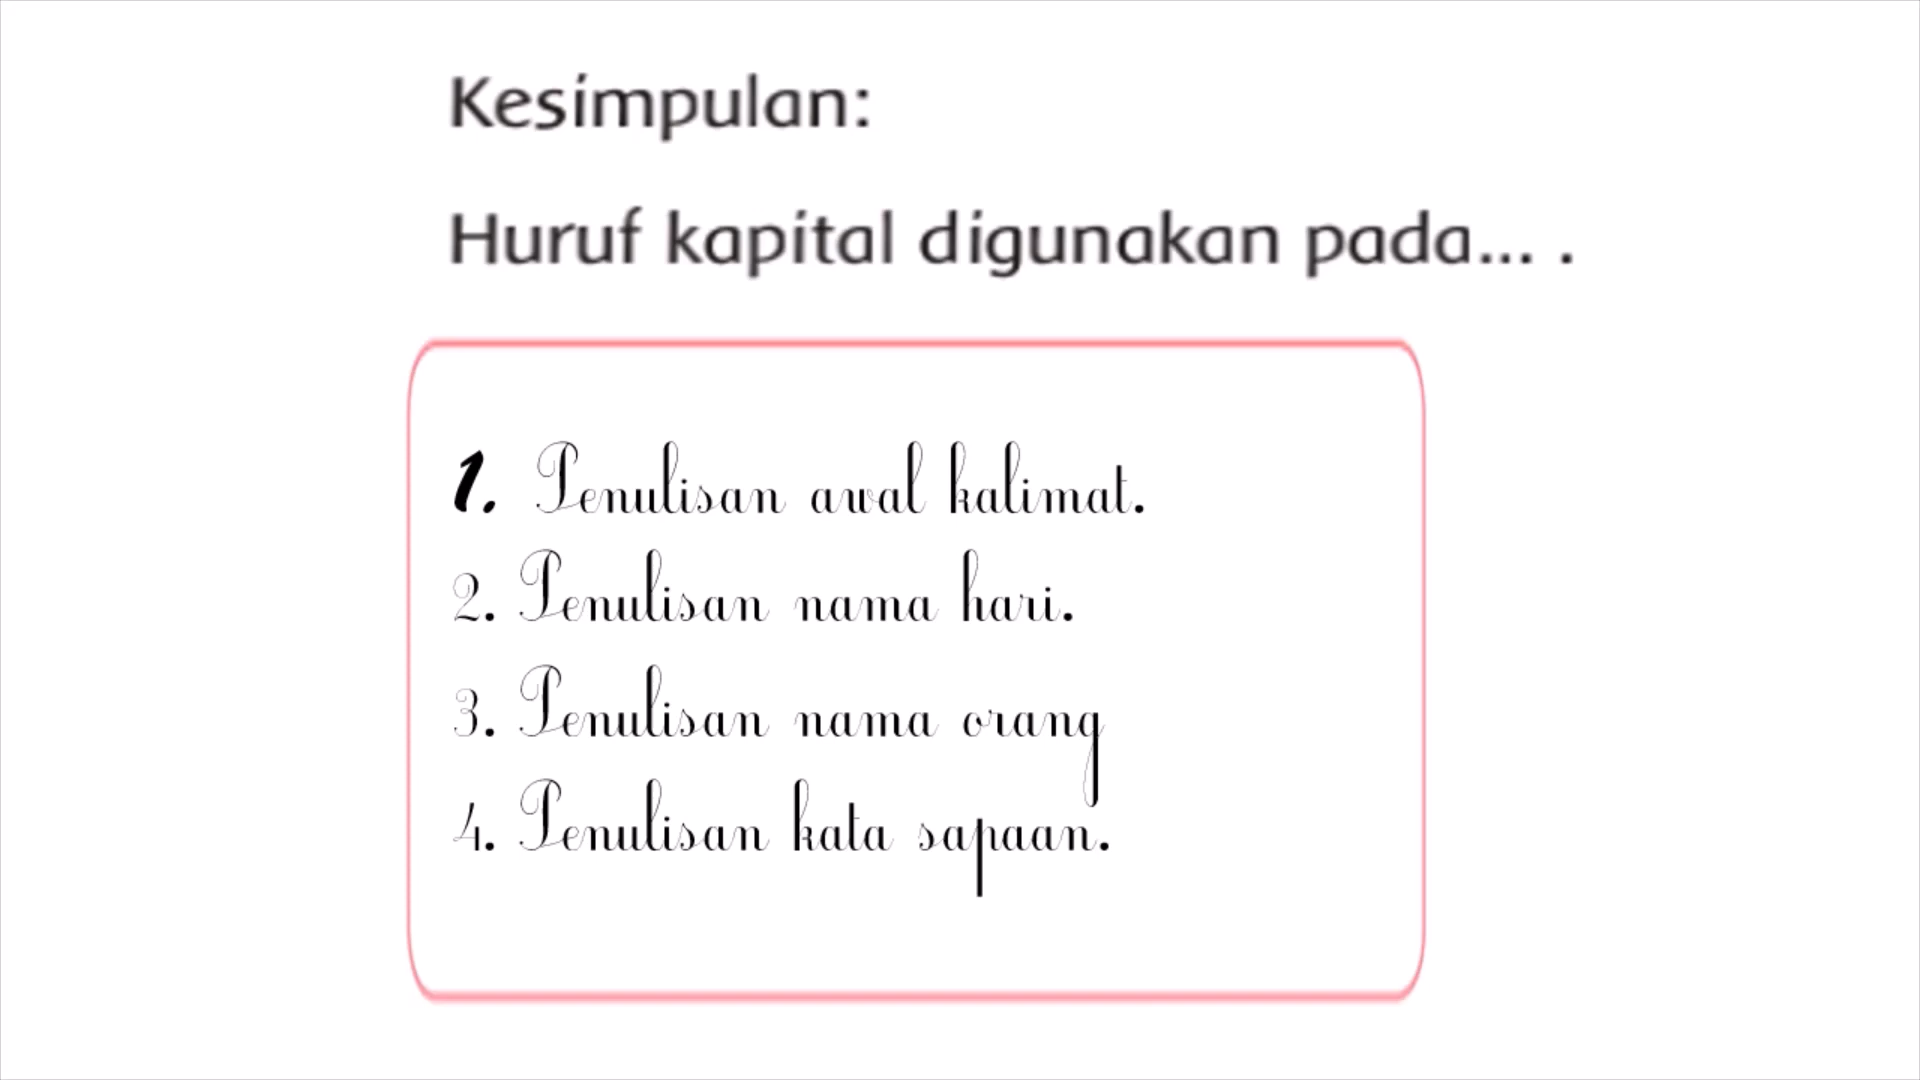 Kesimpulan:
Huruf kapital digunakan pada... .
1. Penulisan awal kalimat.
2. Penulisan nama hari.
3. Penulisan nama orang
4. Penulisan kata sapaan.